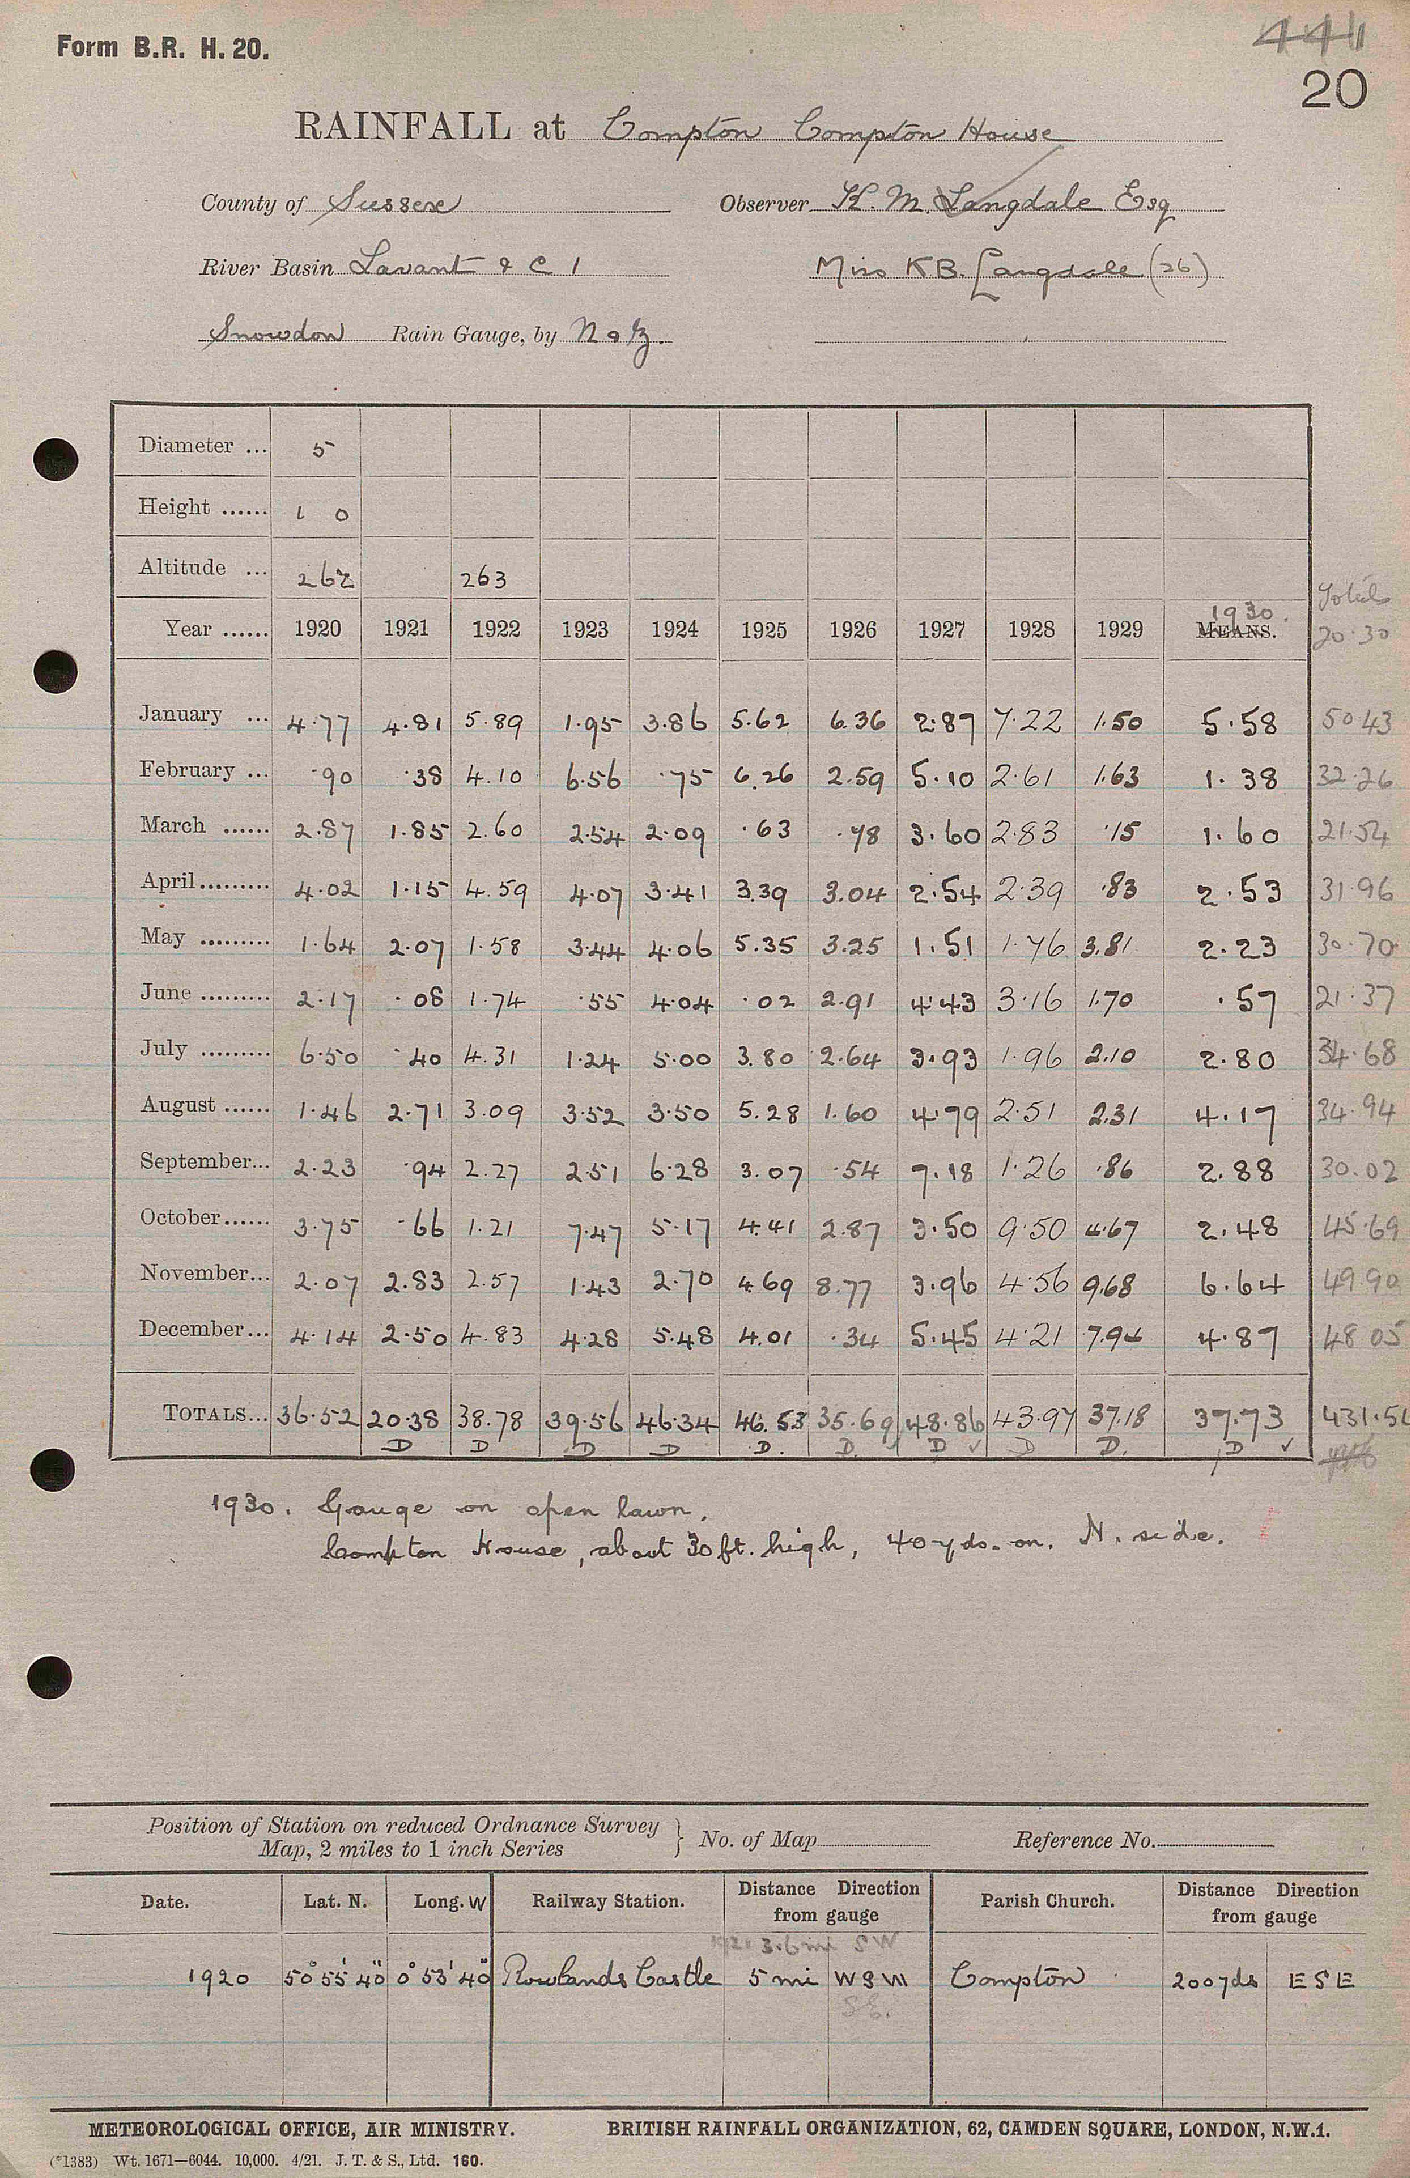 Form B.R. H. 20.
441
20
RAINFALL at Compton Compton House
County of Sussex Observer H. M. Langdale Esq
River Basin Lavant & C 1 Miss K B. Langdale (26)
Snowdon Rain Gauge, by N & Z.
Diameter ... 5
Height ...... 1 0
Altitude ... 262 263
1930 Totals
Year ...... 1920 1921 1922 1923 1924 1925 1926 1927 1928 1929 MEANS. 20-30
January ... 4.77 4.81 5.89 1.95 3.86 5.62 6.36 2.87 7.22 1.50 5.58 50.43
February ... .90 .38 4.10 6.56 .75 6.26 2.59 5.10 2.61 1.63 1.38 32.26
March ...... 2.87 1.85 2.60 2.54 2.09 .63 .78 3.60 2.83 .15 1.60 21.54
April......... 4.02 1.15 4.59 4.07 3.41 3.39 3.04 2.54 2.39 .83 2.53 31.96
May ......... 1.64 2.07 1.58 3.44 4.06 5.35 3.25 1.51 1.76 3.81 2.23 30.70
June ......... 2.17 .08 1.74 .55 4.04 .02 2.91 4.43 3.16 1.70 .57 21.37
July ......... 6.50 .40 4.31 1.24 5.00 3.80 2.64 3.93 1.96 2.10 2.80 34.68
August ...... 1.46 2.71 3.09 3.52 3.50 5.28 1.60 4.79 2.51 2.31 4.17 34.94
September... 2.23 .94 2.27 2.51 6.28 3.07 .54 7.18 1.26 .86 2.88 30.02
October...... 3.75 .66 1.21 7.47 5.17 4.41 2.87 3.50 9.50 4.67 2.48 45.69
November... 2.07 2.83 2.57 1.43 2.70 4.69 8.77 3.96 4.56 9.68 6.64 49.90
December... 4.14 2.50 4.83 4.28 5.48 4.01 .34 5.45 4.21 7.94 4.87 48.05
TOTALS... 36.52 20.38 38.78 39.56 46.34 46.53 35.69 48.86 43.97 37.18 37.73
D D D D D. D. D ✓ D D. D ✓
1930. Gauge on open lawn.
Compton House, about 30 ft. high, 40 yds. on. N. side.
Position of Station on reduced Ordnance Survey
Map, 2 miles to 1 inch Series } No. of Map Reference No.
Date. Lat. N. Long. W Railway Station. Distance Direction from gauge Parish Church. Distance Direction from gauge
3.6 mi SW
1920 50° 55' 40" 0° 53' 40" Rowlands Castle 5 mi W S W Compton 200 yds E S E
S E.
METEOROLOGICAL OFFICE, AIR MINISTRY. BRITISH RAINFALL ORGANIZATION, 62, CAMDEN SQUARE, LONDON, N.W.1.
(*1383) Wt. 1671—6044. 10,000. 4/21. J. T. & S., Ltd. 160.